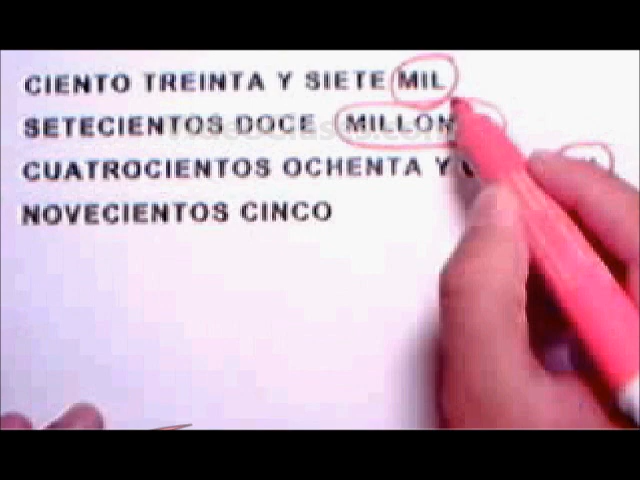 CIENTO TREINTA Y SIETE MIL
SETECIENTOS DOCE MILLON
CUATROCIENTOS OCHENTA Y
NOVECIENTOS CINCO